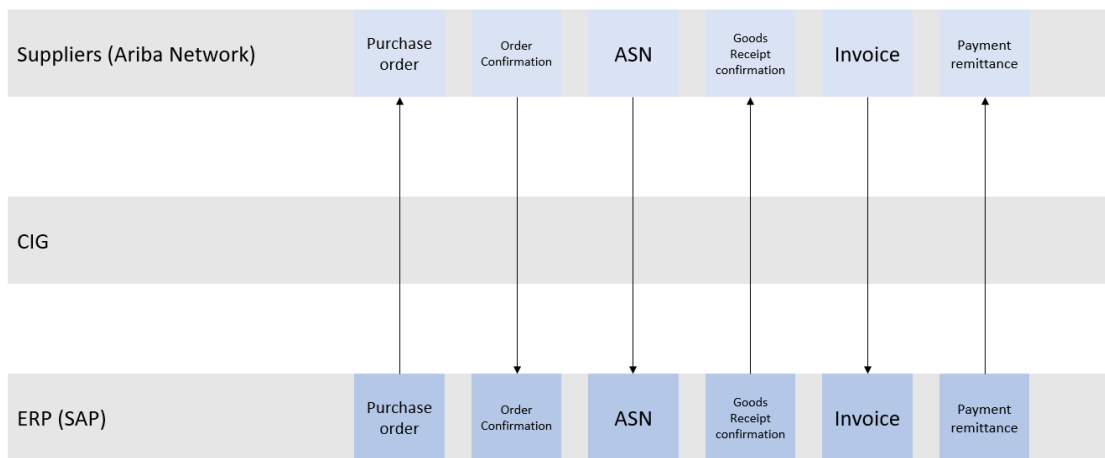 Suppliers (Ariba Network)
Purchase
order
Order
Confirmation
ASN
Goods
Receipt
confirmation
Invoice
Payment
remittance
CIG
ERP (SAP)
Purchase
order
Order
Confirmation
ASN
Goods
Receipt
confirmation
Invoice
Payment
remittance